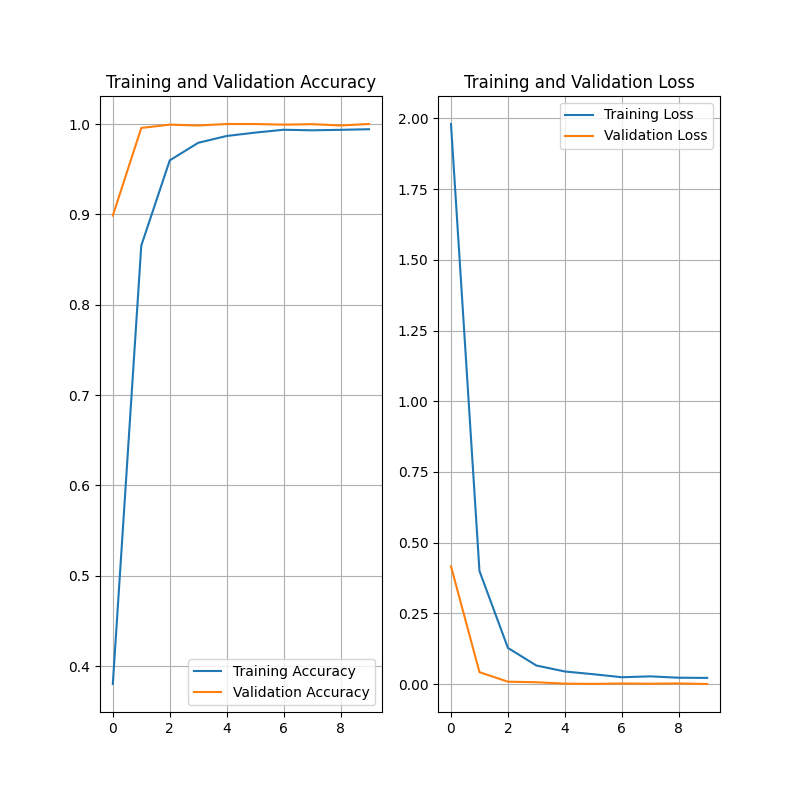 Training and Validation Accuracy
1.0
0.9
0.8
0.7
0.6
0.5
0.4
0 2 4 6 8
Training Accuracy
Validation Accuracy
Training and Validation Loss
2.00
1.75
1.50
1.25
1.00
0.75
0.50
0.25
0.00
0 2 4 6 8
Training Loss
Validation Loss